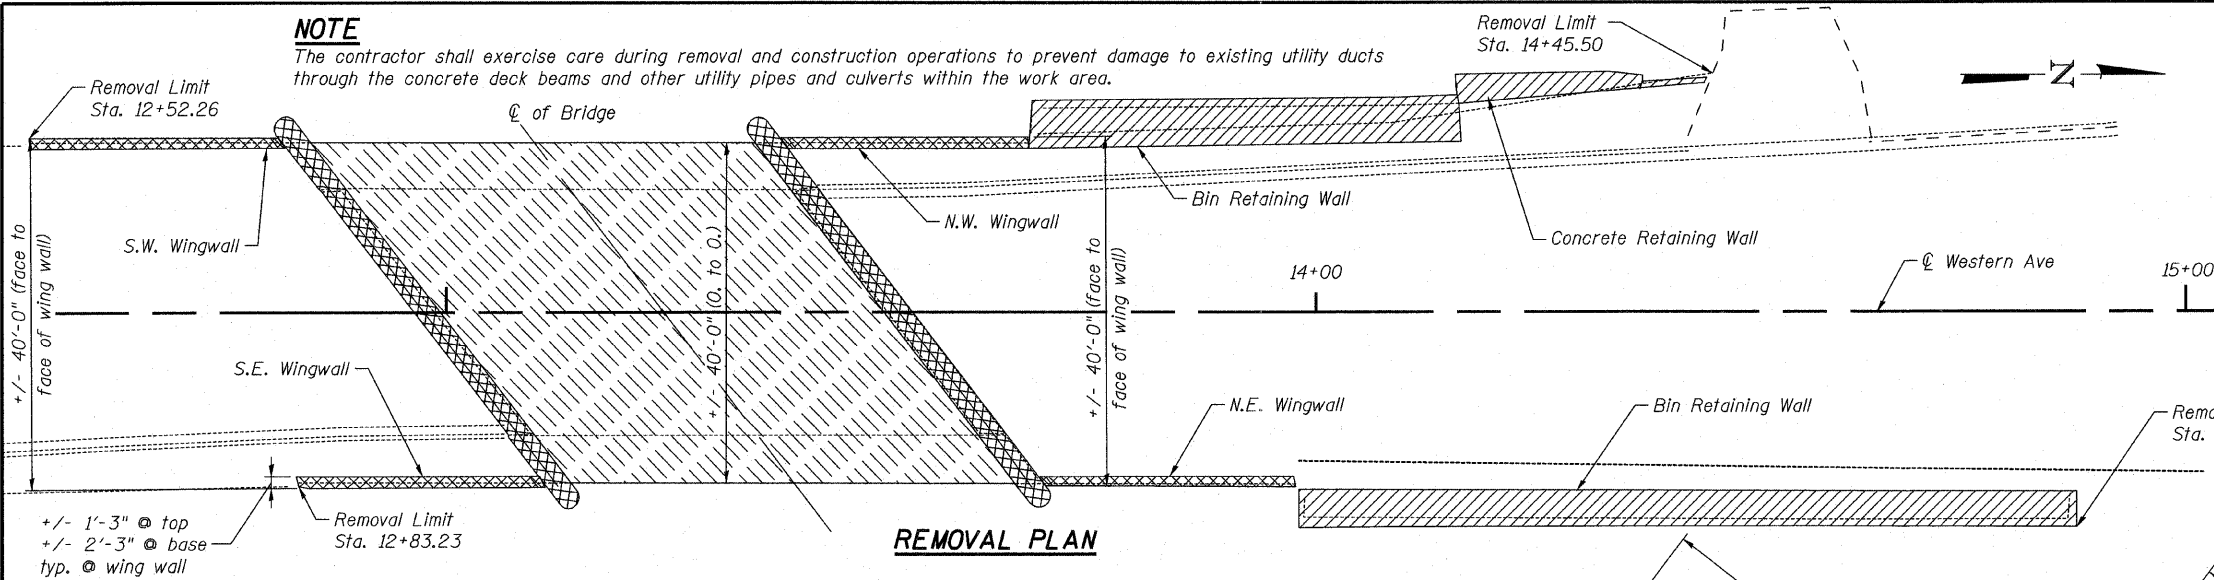 NOTE
The contractor shall exercise care during removal and construction operations to prevent damage to existing utility ducts
through the concrete deck beams and other utility pipes and culverts within the work area.
Removal Limit
Sta. 14+45.50
N
Removal Limit
Sta. 12+52.26
℄ of Bridge
Bin Retaining Wall
N.W. Wingwall
S.W. Wingwall
Concrete Retaining Wall
+/- 40'-0" (face to
face of wing wall)
+/- 40'-0" (O. to O.)
+/- 40'-0" (face to
face of wing wall)
14+00
℄ Western Ave
15+00
S.E. Wingwall
N.E. Wingwall
Bin Retaining Wall
Sta.
+/- 1'-3" @ top
+/- 2'-3" @ base
typ. @ wing wall
Removal Limit
Sta. 12+83.23
REMOVAL PLAN